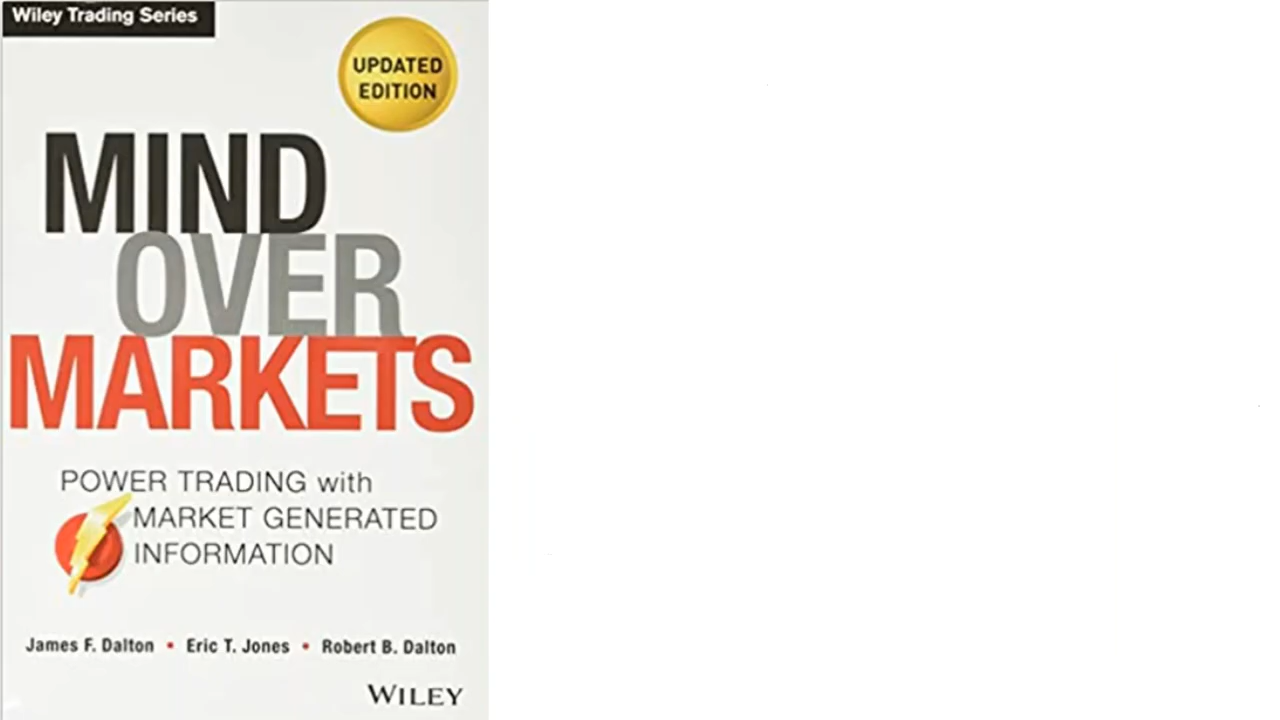 Wiley Trading Series
UPDATED
EDITION
MIND
OVER
MARKETS
POWER TRADING with
MARKET GENERATED
INFORMATION
James F. Dalton • Eric T. Jones • Robert B. Dalton
WILEY